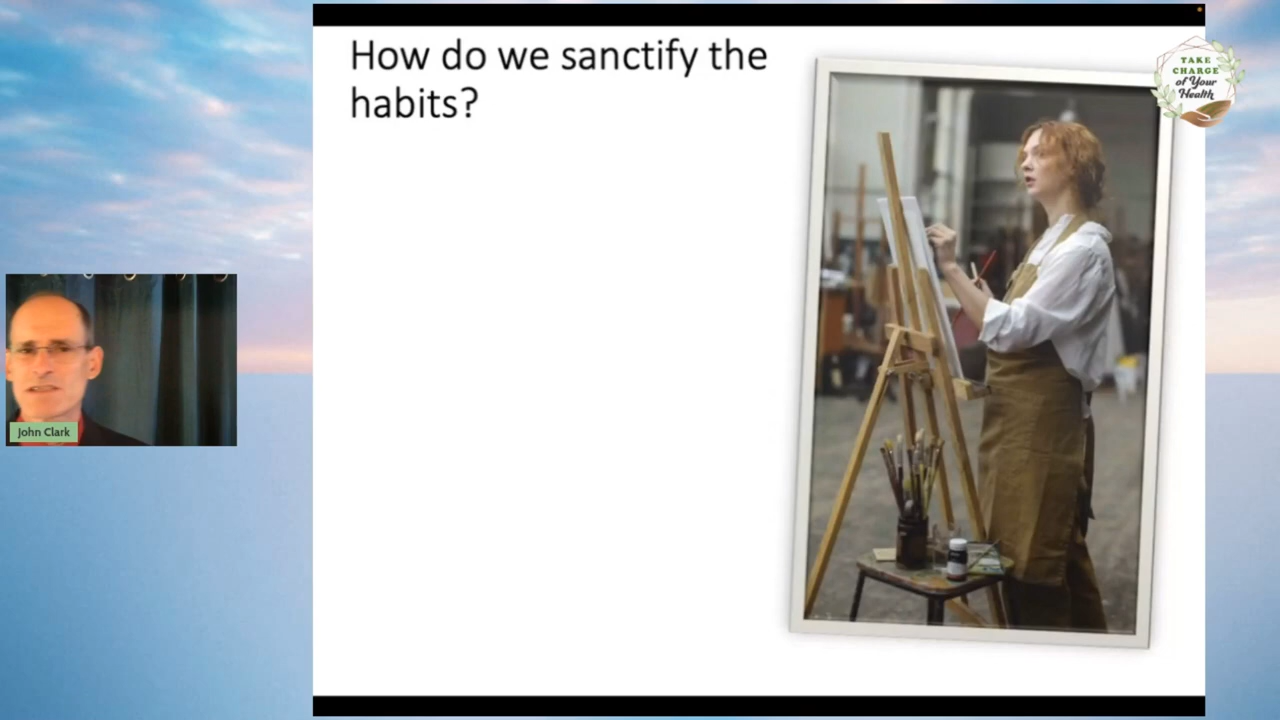 How do we sanctify the
habits?
TAKE
CHARGE
of Your
Health
John Clark